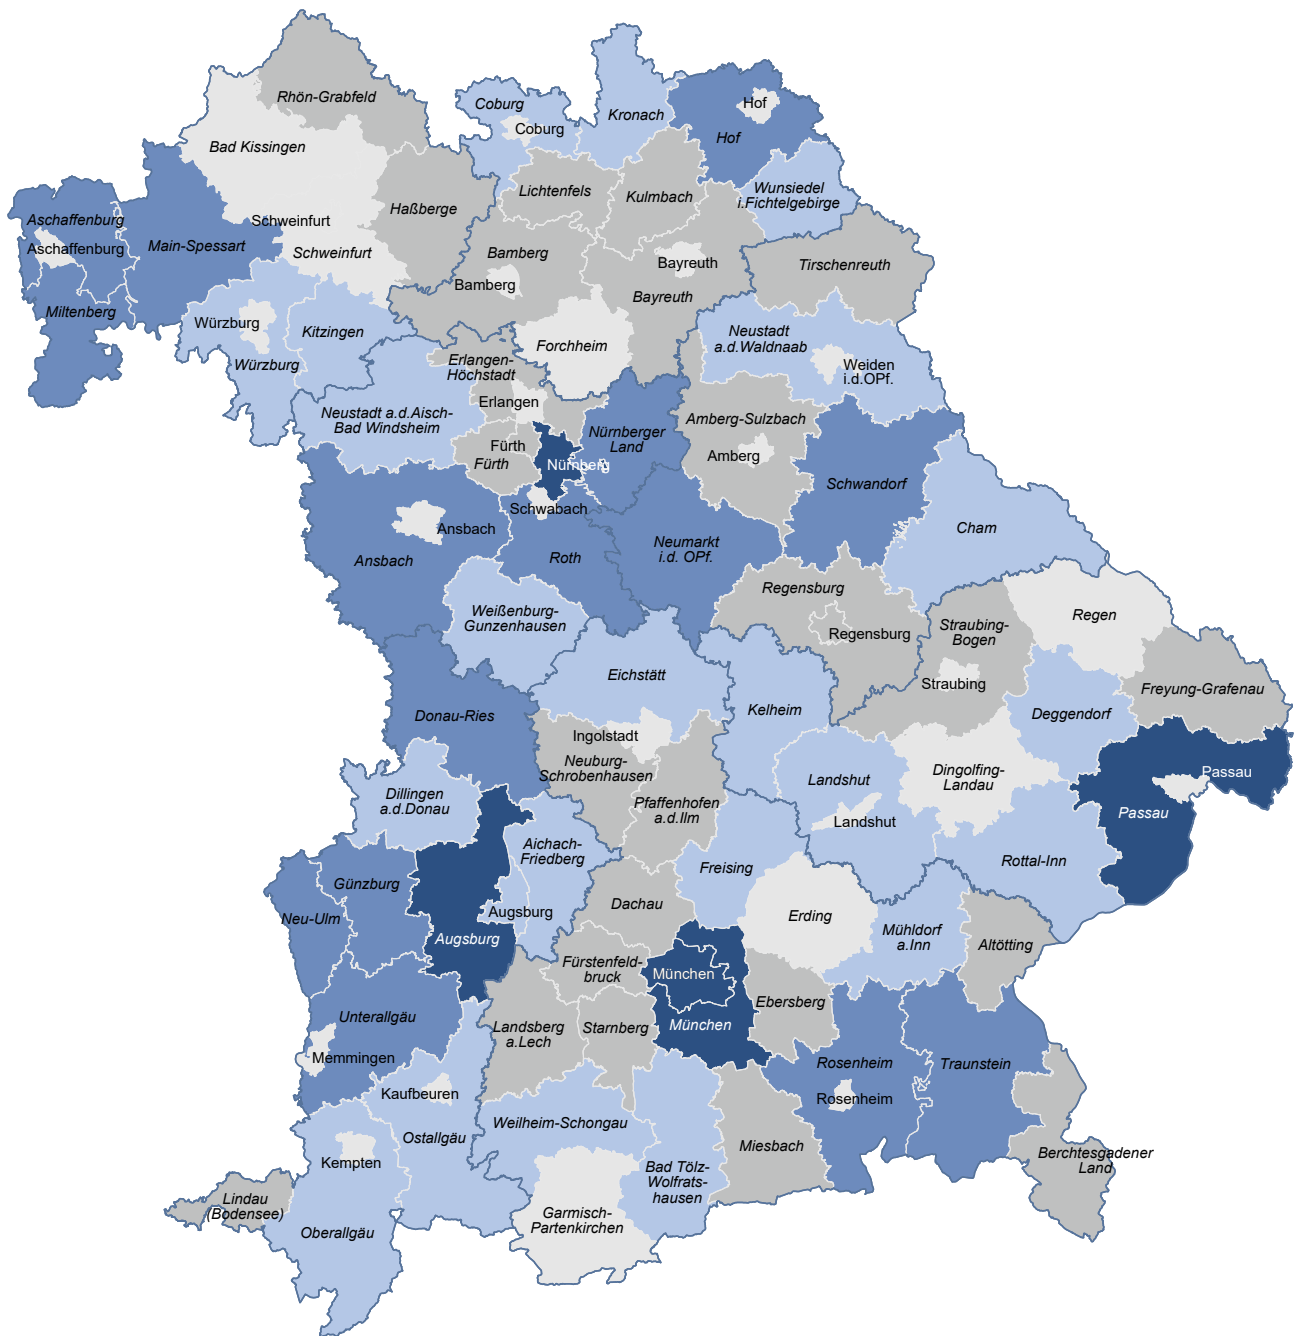 Rhön-Grabfeld
Coburg
Coburg
Kronach
Hof
Hof
Bad Kissingen
Lichtenfels
Kulmbach
Wunsiedel
i.Fichtelgebirge
Haßberge
Aschaffenburg
Schweinfurt
Aschaffenburg
Main-Spessart
Schweinfurt
Bamberg
Bamberg
Bayreuth
Bayreuth
Tirschenreuth
Miltenberg
Würzburg
Kitzingen
Würzburg
Forchheim
Neustadt
a.d.Waldnaab
Weiden
i.d.OPf.
Erlangen-
Höchstadt
Erlangen
Neustadt a.d.Aisch-
Bad Windsheim
Fürth
Fürth
Nürnberg
Nürnberger
Land
Amberg-Sulzbach
Amberg
Schwandorf
Cham
Schwabach
Ansbach
Ansbach
Roth
Neumarkt
i.d. OPf.
Regensburg
Regensburg
Weißenburg-
Gunzenhausen
Straubing-
Bogen
Straubing
Regen
Freyung-Grafenau
Eichstätt
Kelheim
Deggendorf
Donau-Ries
Ingolstadt
Neuburg-
Schrobenhausen
Pfaffenhofen
a.d.Ilm
Landshut
Landshut
Dingolfing-
Landau
Passau
Passau
Dillingen
a.d.Donau
Aichach-
Friedberg
Freising
Rottal-Inn
Günzburg
Neu-Ulm
Augsburg
Augsburg
Dachau
Erding
Mühldorf
a.Inn
Altötting
Fürstenfeld-
bruck
München
München
Ebersberg
Unterallgäu
Memmingen
Landsberg
a.Lech
Starnberg
Rosenheim
Rosenheim
Traunstein
Kaufbeuren
Ostallgäu
Weilheim-Schongau
Kempten
Bad Tölz-
Wolfrats-
hausen
Miesbach
Berchtesgadener
Land
Lindau
(Bodensee)
Oberallgäu
Garmisch-
Partenkirchen